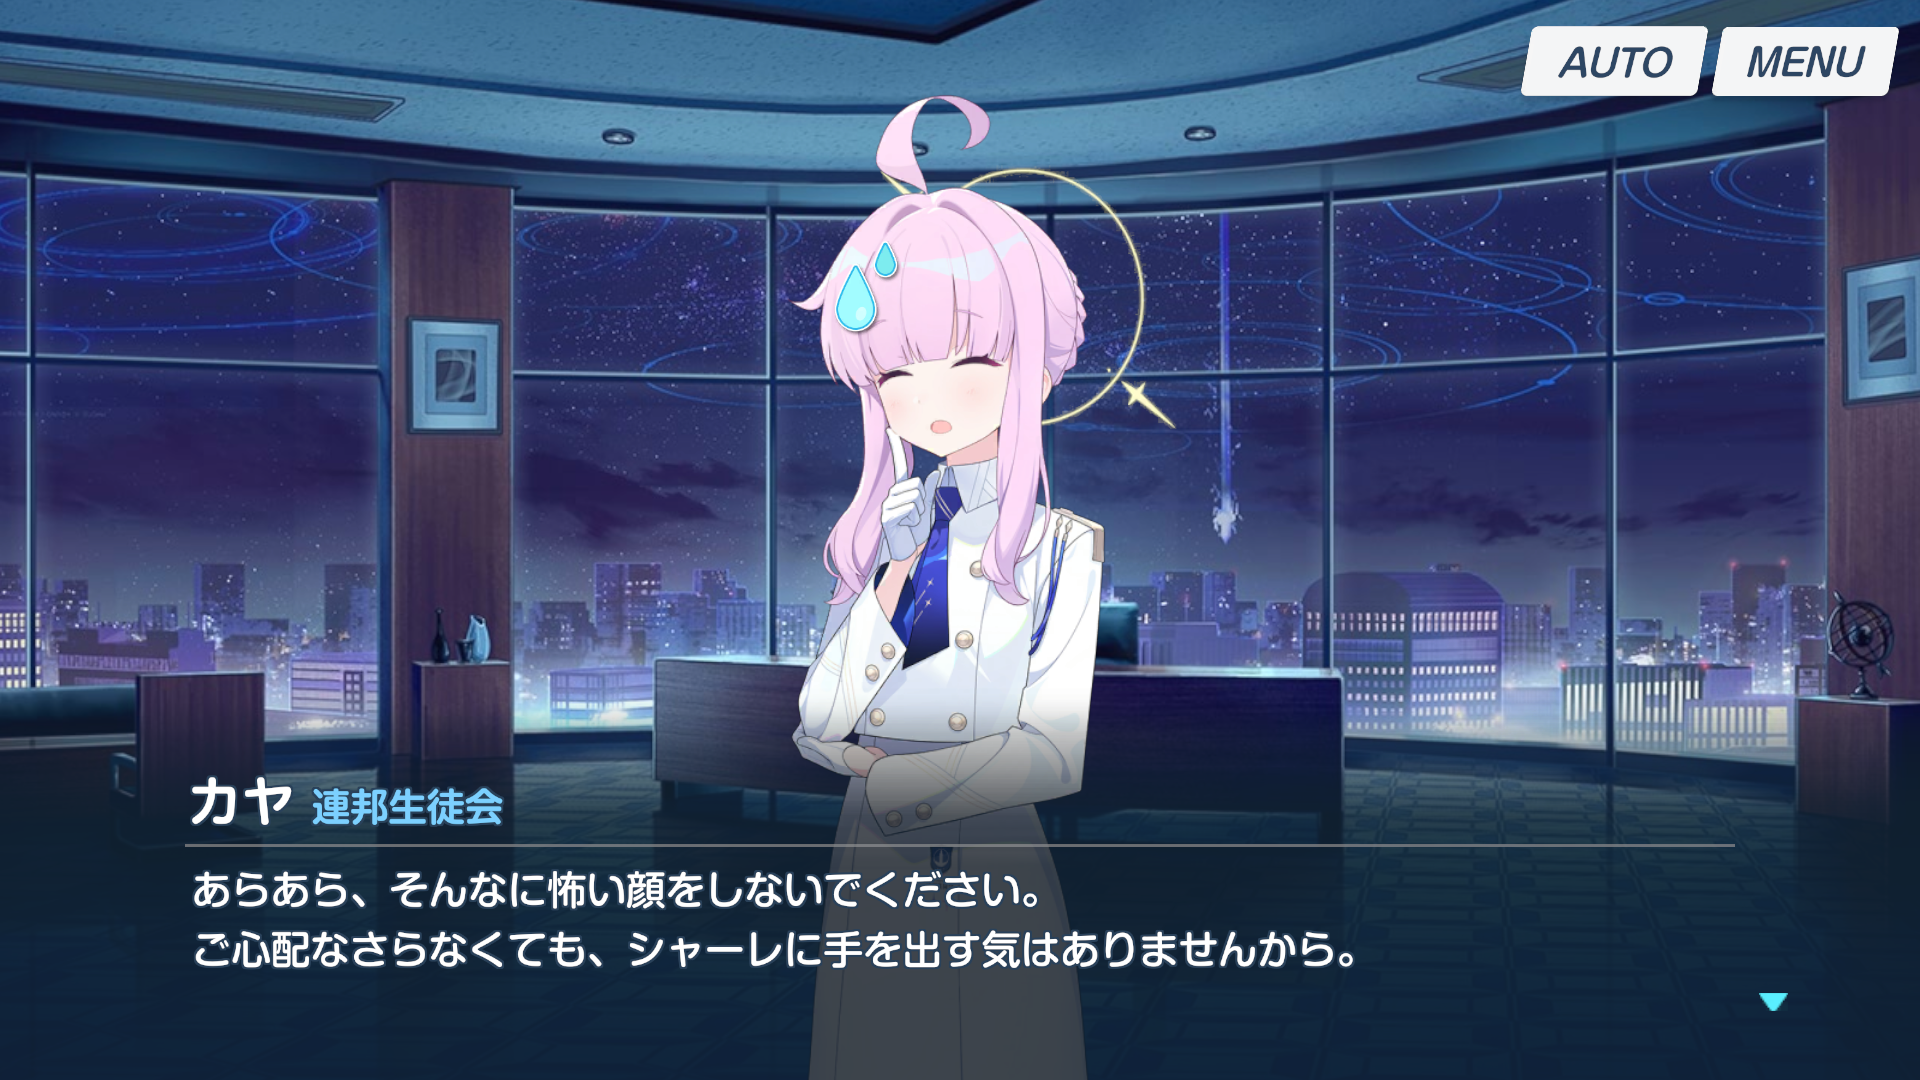 AUTO
MENU
カヤ 連邦生徒会
あらあら、そんなに怖い顔をしないでください。
ご心配なさらなくても、シャーレに手を出す気はありませんから。